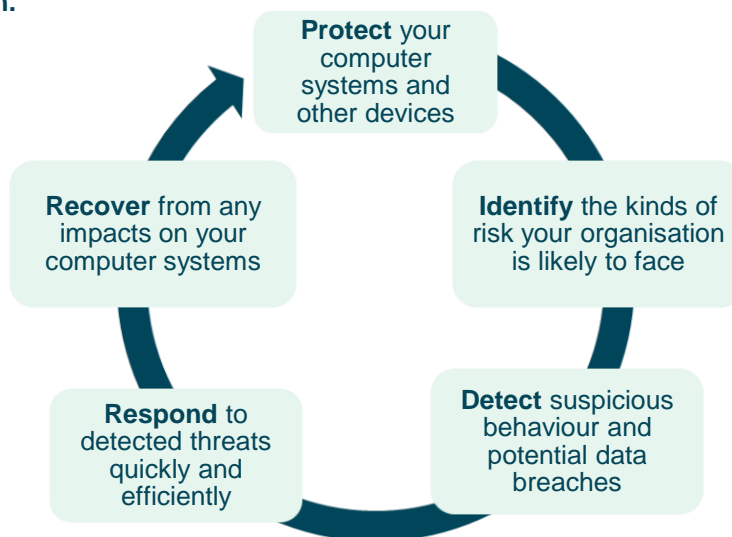 n.
Protect your
computer
systems and
other devices
Identify the kinds of
risk your organisation
is likely to face
Detect suspicious
behaviour and
potential data
breaches
Respond to
detected threats
quickly and
efficiently
Recover from any
impacts on your
computer systems